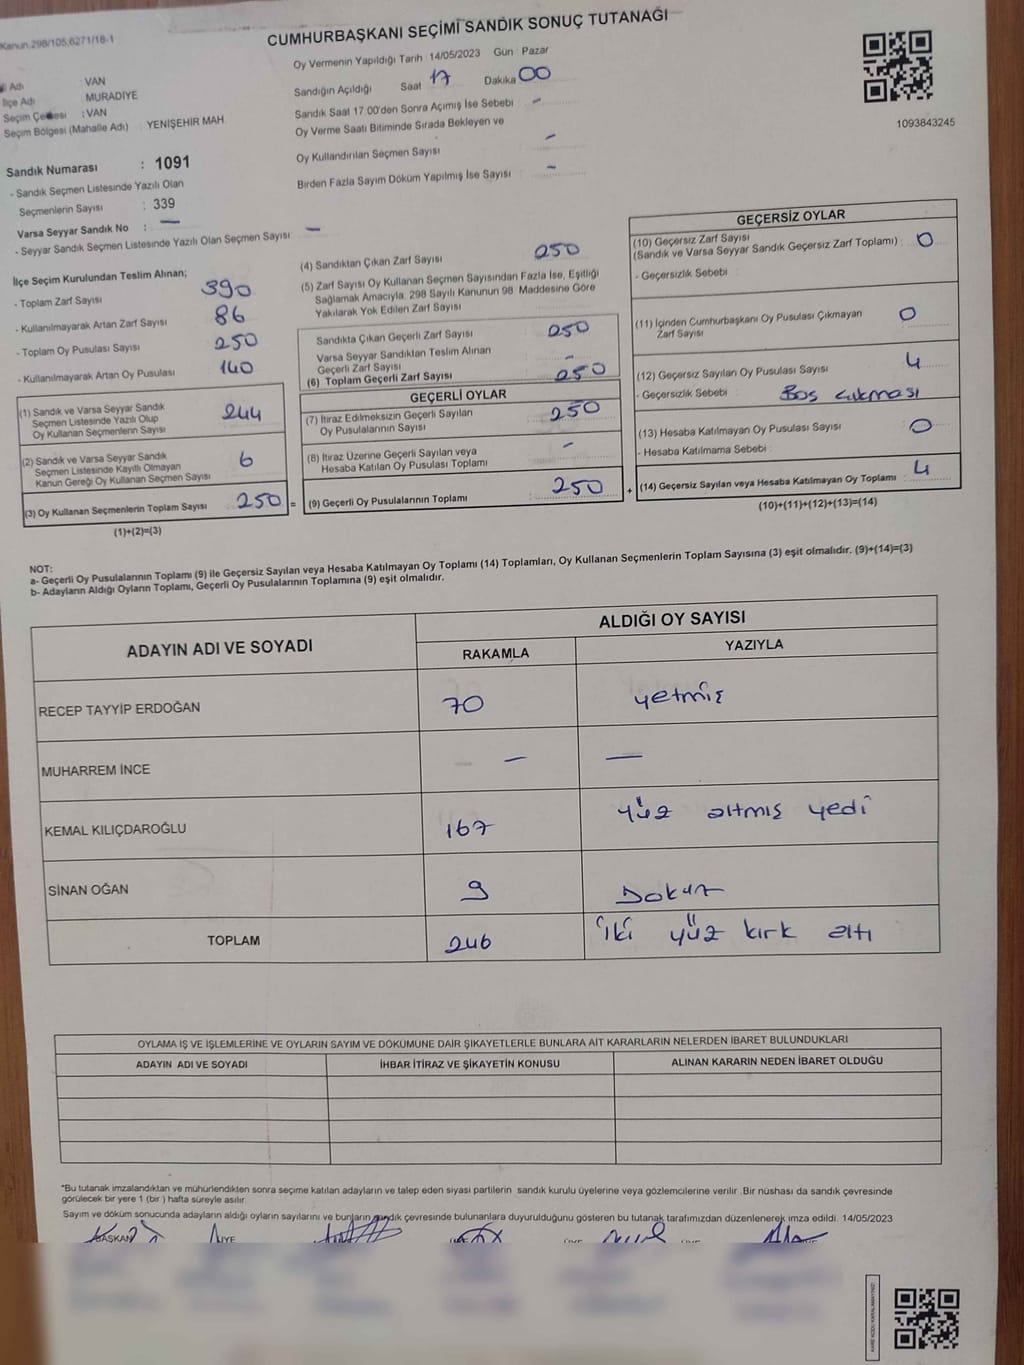 Kanun.298/105,6271/18-1
CUMHURBAŞKANI SEÇİMİ SANDIK SONUÇ TUTANAĞI
Adı VAN
İlçe Adı MURADİYE
Seçim Çevresi : VAN
Seçim Bölgesi (Mahalle Adı) : YENİŞEHİR MAH.
Oy Vermenin Yapıldığı Tarih 14/05/2023 Gün Pazar
Sandığın Açıldığı Saat 17 Dakika 00
Sandık Saat 17.00'den Sonra Açımış İse Sebebi -
Oy Verme Saati Bitiminde Sırada Bekleyen ve
Oy Kullandırılan Seçmen Sayısı -
Birden Fazla Sayım Döküm Yapılmış İse Sayısı -
1093843245
Sandık Numarası : 1091
- Sandık Seçmen Listesinde Yazılı Olan
Seçmenlerin Sayısı : 339
Varsa Seyyar Sandık No : -
- Seyyar Sandık Seçmen Listesinde Yazılı Olan Seçmen Sayısı -
İlçe Seçim Kurulundan Teslim Alınan;
- Toplam Zarf Sayısı 390
- Kullanılmayarak Artan Zarf Sayısı 86
- Toplam Oy Pusulası Sayısı 250
- Kullanılmayarak Artan Oy Pusulası 140
(1) Sandık ve Varsa Seyyar Sandık
Seçmen Listesinde Yazılı Olup
Oy Kullanan Seçmenlerin Sayısı 244
(2) Sandık ve Varsa Seyyar Sandık
Seçmen Listesinde Kayıtlı Olmayan
Kanun Gereği Oy Kullanan Seçmen Sayısı 6
(3) Oy Kullanan Seçmenlerin Toplam Sayısı 250 =
(1)+(2)=(3)
(4) Sandıktan Çıkan Zarf Sayısı 250
(5) Zarf Sayısı Oy Kullanan Seçmen Sayısından Fazla İse, Eşitliği
Sağlamak Amacıyla, 298 Sayılı Kanunun 98. Maddesine Göre
Yakılarak Yok Edilen Zarf Sayısı
Sandıkta Çıkan Geçerli Zarf Sayısı 250
Varsa Seyyar Sandıktan Teslim Alınan
Geçerli Zarf Sayısı -
(6) Toplam Geçerli Zarf Sayısı 250
GEÇERLİ OYLAR
(7) İtiraz Edilmeksizin Geçerli Sayılan
Oy Pusulalarının Sayısı 250
(8) İtiraz Üzerine Geçerli Sayılan veya
Hesaba Katılan Oy Pusulası Toplamı -
(9) Geçerli Oy Pusulalarının Toplamı : 250 +
GEÇERSİZ OYLAR
(10) Geçersiz Zarf Sayısı
(Sandık ve Varsa Seyyar Sandık Geçersiz Zarf Toplamı) : 0
- Geçersizlik Sebebi :
(11) İçinden Cumhurbaşkanı Oy Pusulası Çıkmayan
Zarf Sayısı 0
(12) Geçersiz Sayılan Oy Pusulası Sayısı 4
- Geçersizlik Sebebi : Boş çıkması
(13) Hesaba Katılmayan Oy Pusulası Sayısı 0
- Hesaba Katılmama Sebebi :
(14) Geçersiz Sayılan veya Hesaba Katılmayan Oy Toplamı : 4
(10)+(11)+(12)+(13)=(14)
NOT:
a- Geçerli Oy Pusulalarının Toplamı (9) ile Geçersiz Sayılan veya Hesaba Katılmayan Oy Toplamı (14) Toplamları, Oy Kullanan Seçmenlerin Toplam Sayısına (3) eşit olmalıdır. (9)+(14)=(3)
b- Adayların Aldığı Oyların Toplamı, Geçerli Oy Pusulalarının Toplamına (9) eşit olmalıdır.
ADAYIN ADI VE SOYADI ALDIĞI OY SAYISI
RAKAMLA YAZIYLA
RECEP TAYYİP ERDOĞAN 70 yetmiş
MUHARREM İNCE - -
KEMAL KILIÇDAROĞLU 167 yüz altmış yedi
SİNAN OĞAN 9 Dokuz
TOPLAM 246 iki yüz kırk altı
OYLAMA İŞ VE İŞLEMLERİNE VE OYLARIN SAYIM VE DÖKÜMÜNE DAİR ŞİKAYETLERLE BUNLARA AİT KARARLARIN NELERDEN İBARET BULUNDUKLARI
ADAYIN ADI VE SOYADI İHBAR İTİRAZ VE ŞİKAYETİN KONUSU ALINAN KARARIN NEDEN İBARET OLDUĞU
"Bu tutanak imzalandıktan ve mühürlendikten sonra seçime katılan adayların ve talep eden siyasi partilerin sandık kurulu üyelerine veya gözlemcilerine verilir .Bir nüshası da sandık çevresinde
görülecek bir yere 1 (bir ) hafta süreyle asılır.
Sayım ve döküm sonucunda adayların aldığı oyların sayılarını ve bunların sandık çevresinde bulunanlara duyurulduğunu gösteren bu tutanak tarafımızdan düzenlenerek imza edildi. 14/05/2023
BAŞKAN